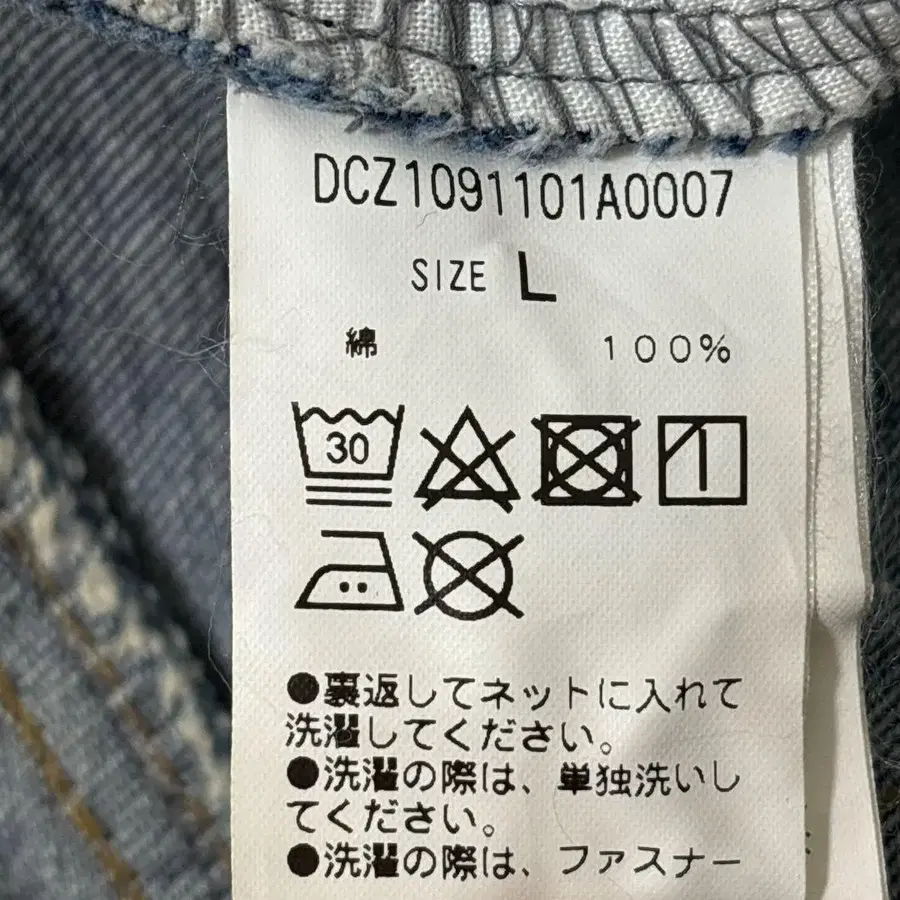 DCZ1091101A0007
SIZE L
綿 100%
30
●裏返してネットに入れて
洗濯してください。
●洗濯の際は、単独洗いし
てください。
●洗濯の際は、ファスナー